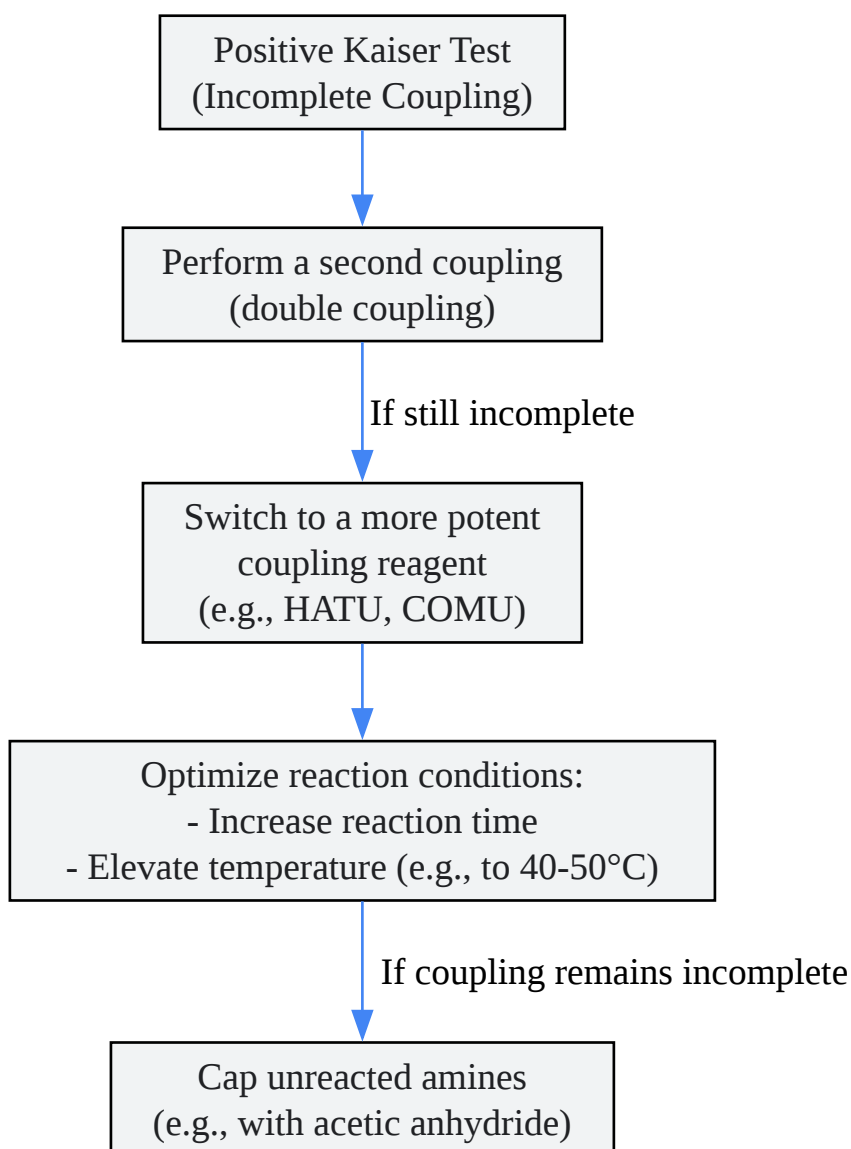 Positive Kaiser Test
(Incomplete Coupling)
Perform a second coupling
(double coupling)
If still incomplete
Switch to a more potent
coupling reagent
(e.g., HATU, COMU)
Optimize reaction conditions:
- Increase reaction time
- Elevate temperature (e.g., to 40-50°C)
If coupling remains incomplete
Cap unreacted amines
(e.g., with acetic anhydride)